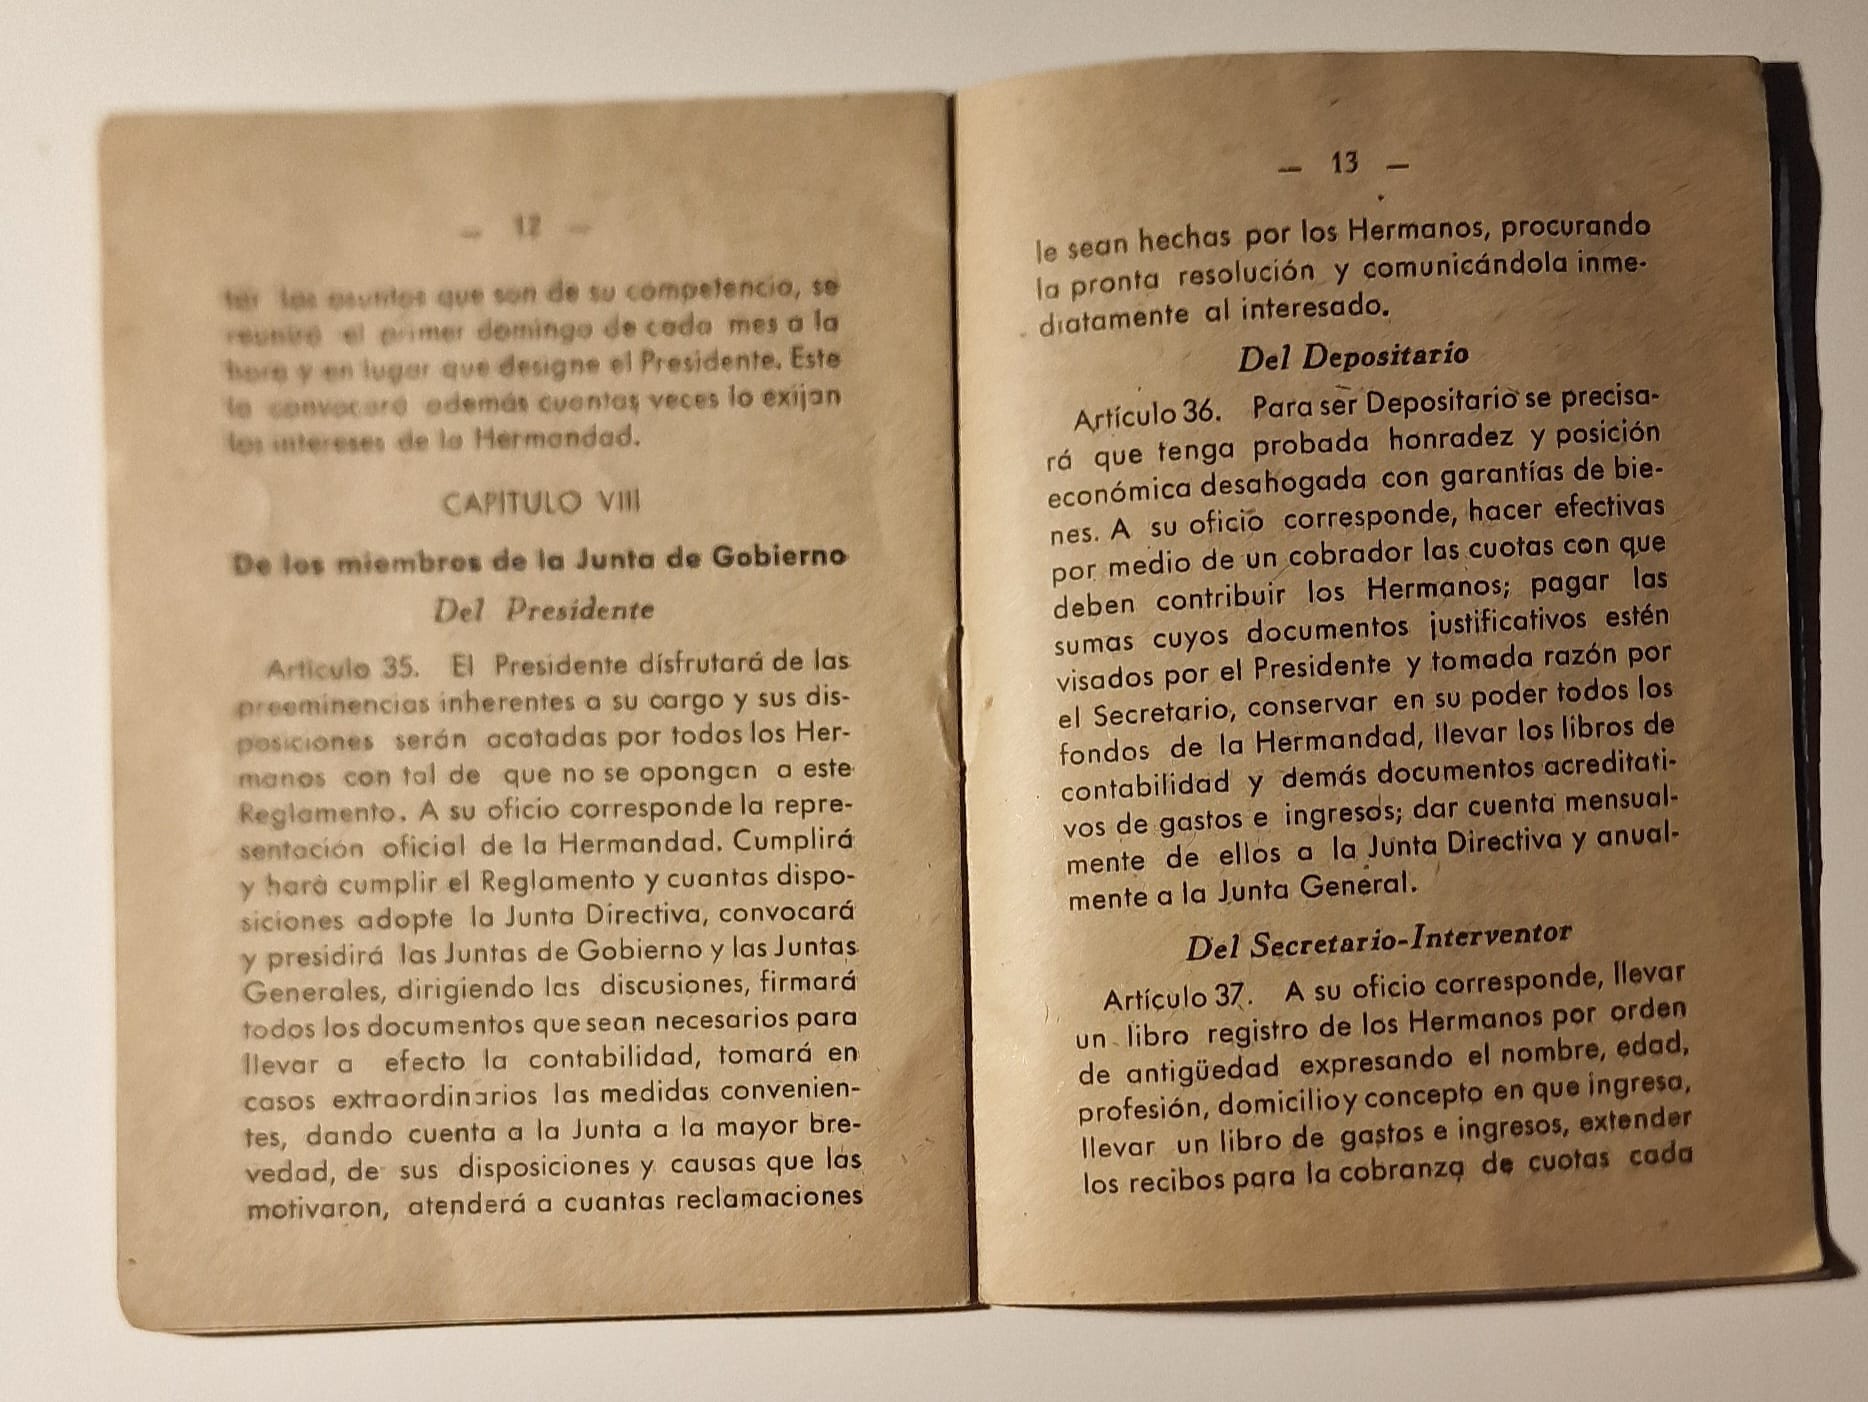 — 12 —
tar los asuntos que son de su competencia, se
reunirá el primer domingo de cada mes a la
hora y en lugar que designe el Presidente. Este
la convocará además cuantas veces lo exijan
los intereses de la Hermandad.
CAPITULO VIII
De los miembros de la Junta de Gobierno
Del Presidente
Artículo 35. El Presidente disfrutará de las
preeminencias inherentes a su cargo y sus dis-
posiciones serán acatadas por todos los Her-
manos con tal de que no se opongan a este
Reglamento. A su oficio corresponde la repre-
sentación oficial de la Hermandad. Cumplirá
y hará cumplir el Reglamento y cuantas dispo-
siciones adopte la Junta Directiva, convocará
y presidirá las Juntas de Gobierno y las Juntas
Generales, dirigiendo las discusiones, firmará
todos los documentos que sean necesarios para
llevar a efecto la contabilidad, tomará en
casos extraordinarios las medidas convenien-
tes, dando cuenta a la Junta a la mayor bre-
vedad, de sus disposiciones y causas que las
motivaron, atenderá a cuantas reclamaciones
— 13 —
le sean hechas por los Hermanos, procurando
la pronta resolución y comunicándola inme-
diatamente al interesado.
Del Depositario
Artículo 36. Para ser Depositario se precisa-
rá que tenga probada honradez y posición
económica desahogada con garantías de bie-
nes. A su oficio corresponde, hacer efectivas
por medio de un cobrador las cuotas con que
deben contribuir los Hermanos; pagar las
sumas cuyos documentos justificativos estén
visados por el Presidente y tomada razón por
el Secretario, conservar en su poder todos los
fondos de la Hermandad, llevar los libros de
contabilidad y demás documentos acreditati-
vos de gastos e ingresos; dar cuenta mensual-
mente de ellos a la Junta Directiva y anual-
mente a la Junta General.
Del Secretario-Interventor
Artículo 37. A su oficio corresponde, llevar
un libro registro de los Hermanos por orden
de antigüedad expresando el nombre, edad,
profesión, domicilio y concepto en que ingresa,
llevar un libro de gastos e ingresos, extender
los recibos para la cobranza de cuotas cada